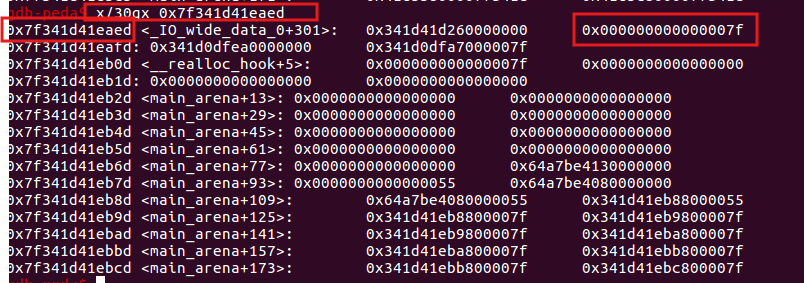 gdb-peda$ x/30gx 0x7f341d41eaed
0x7f341d41eaed <_IO_wide_data_0+301>: 0x341d41d260000000 0x000000000000007f
0x7f341d41eafd: 0x341d0dfea0000000 0x341d0dfa7000007f
0x7f341d41eb0d <__realloc_hook+5>: 0x000000000000007f 0x0000000000000000
0x7f341d41eb1d: 0x0000000000000000 0x0000000000000000
0x7f341d41eb2d <main_arena+13>: 0x0000000000000000 0x0000000000000000
0x7f341d41eb3d <main_arena+29>: 0x0000000000000000 0x0000000000000000
0x7f341d41eb4d <main_arena+45>: 0x0000000000000000 0x0000000000000000
0x7f341d41eb5d <main_arena+61>: 0x0000000000000000 0x0000000000000000
0x7f341d41eb6d <main_arena+77>: 0x0000000000000000 0x64a7be4130000000
0x7f341d41eb7d <main_arena+93>: 0x0000000000000055 0x64a7be4080000000
0x7f341d41eb8d <main_arena+109>: 0x64a7be4080000055 0x341d41eb88000055
0x7f341d41eb9d <main_arena+125>: 0x341d41eb8800007f 0x341d41eb9800007f
0x7f341d41ebad <main_arena+141>: 0x341d41eb9800007f 0x341d41eba800007f
0x7f341d41ebbd <main_arena+157>: 0x341d41eba800007f 0x341d41ebb800007f
0x7f341d41ebcd <main_arena+173>: 0x341d41ebb800007f 0x341d41ebc800007f